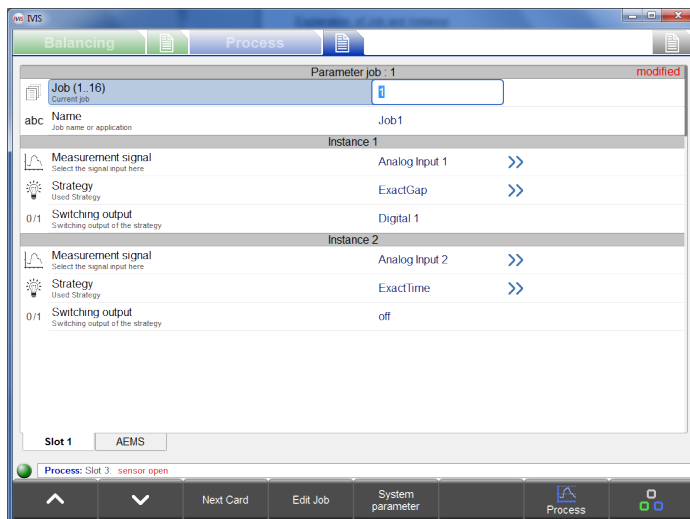 IVIS
Balancing
Process
Parameter job : 1
modified
Job (1..16)
Current job
1
abc
Name
Job name or application
Job1
Instance 1
Measurement signal
Select the signal input here
Analog Input 1
Strategy
Used Strategy
ExactGap
0/1
Switching output
Switching output of the strategy
Digital 1
Instance 2
Measurement signal
Select the signal input here
Analog Input 2
Strategy
Used Strategy
ExactTime
0/1
Switching output
Switching output of the strategy
off
Slot 1
AEMS
Process: Slot 3: sensor open
Next Card
Edit Job
System
parameter
Process